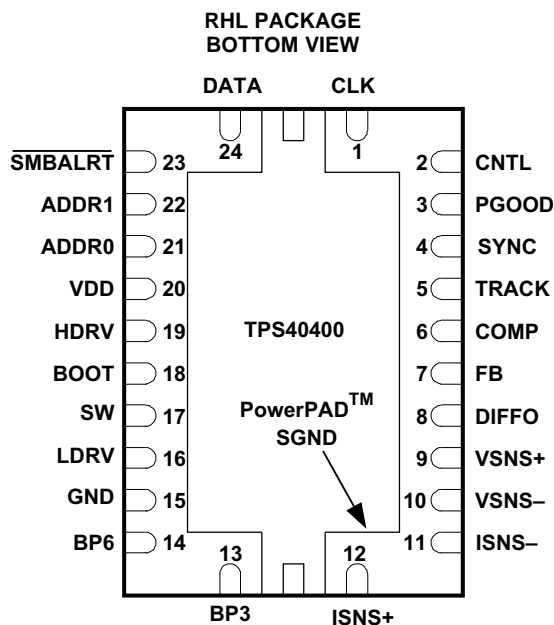 RHL PACKAGE
BOTTOM VIEW
DATA CLK
24 1
SMBALRT 23 2 CNTL
ADDR1 22 3 PGOOD
ADDR0 21 4 SYNC
VDD 20 5 TRACK
HDRV 19 TPS40400 6 COMP
BOOT 18 7 FB
SW 17 PowerPAD™ 8 DIFFO
SGND
LDRV 16 9 VSNS+
GND 15 10 VSNS–
BP6 14 11 ISNS–
13 12
BP3 ISNS+